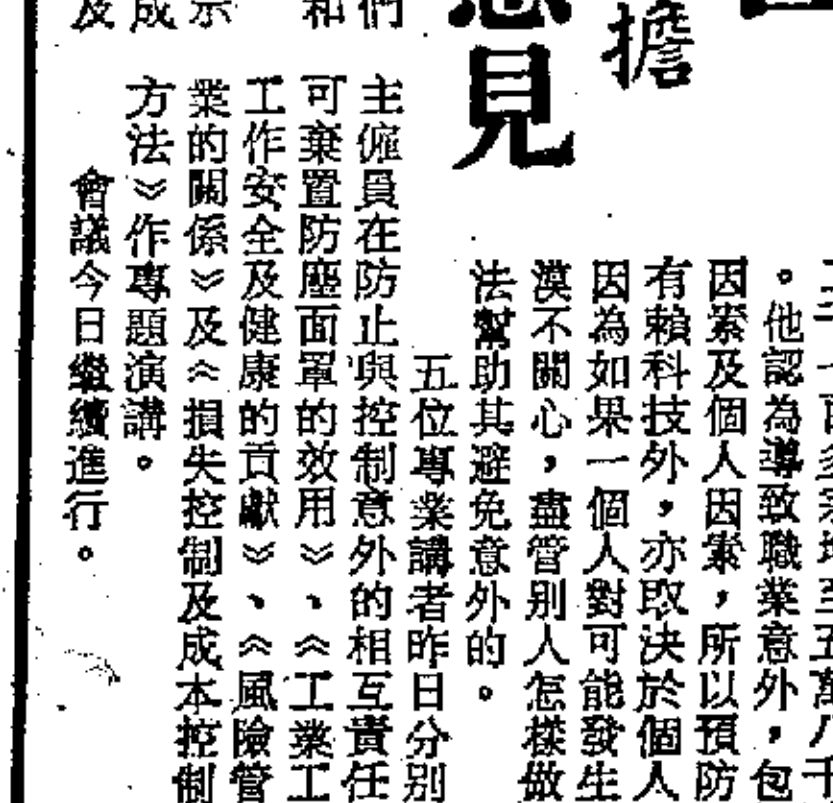 擔
意見
。他認為導致職業意外，包
因素及個人因素，所以預防
有賴科技外，亦取決於個人
因為如果一個人對可能發生
漠不關心，盡管別人怎樣做
法幫助其避免意外的。
五位專業講者昨日分別
們
主僱員在防止與控制意外的相互責任
和
可棄置防塵面罩的效用》、《工業工
工作安全及健康的貢獻》、《風險管
示
業的關係》及《損失控制及成本控制
成
方法》作專題演講。
及
會議今日繼續進行。